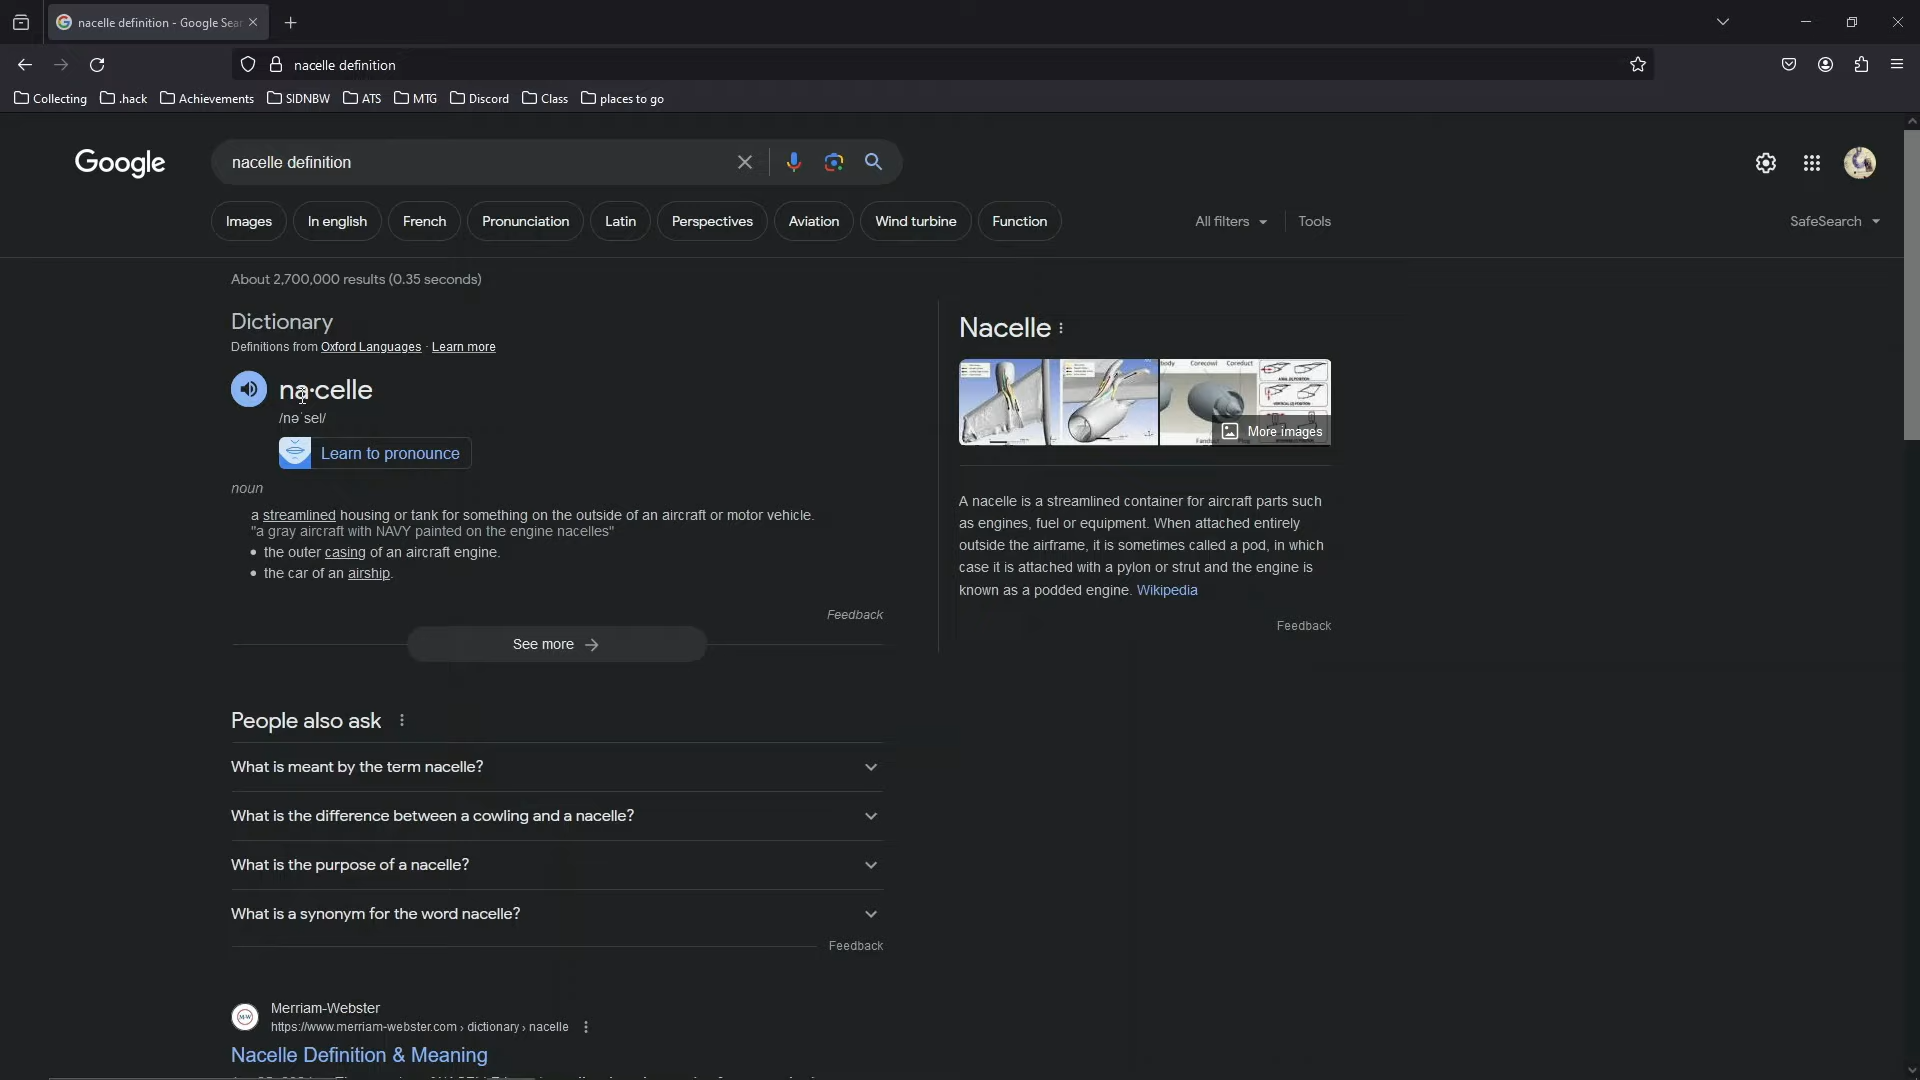 nacelle definition - Google Sear
nacelle definition
Collecting .hack Achievements SIDNBW ATS MTG Discord Class places to go
Google
nacelle definition
Images In english French Pronunciation Latin Perspectives Aviation Wind turbine Function All filters Tools SafeSearch
About 2,700,000 results (0.35 seconds)
Dictionary
Definitions from Oxford Languages · Learn more
na·celle
/nəˈsel/
Learn to pronounce
noun
a streamlined housing or tank for something on the outside of an aircraft or motor vehicle.
"a gray aircraft with NAVY painted on the engine nacelles"
• the outer casing of an aircraft engine.
• the car of an airship.
Feedback
See more
People also ask
What is meant by the term nacelle?
What is the difference between a cowling and a nacelle?
What is the purpose of a nacelle?
What is a synonym for the word nacelle?
Feedback
M-W
Merriam-Webster
https://www.merriam-webster.com › dictionary › nacelle
Nacelle Definition & Meaning
Nacelle
body Corecowl Coreduct
More images
A nacelle is a streamlined container for aircraft parts such
as engines, fuel or equipment. When attached entirely
outside the airframe, it is sometimes called a pod, in which
case it is attached with a pylon or strut and the engine is
known as a podded engine. Wikipedia
Feedback